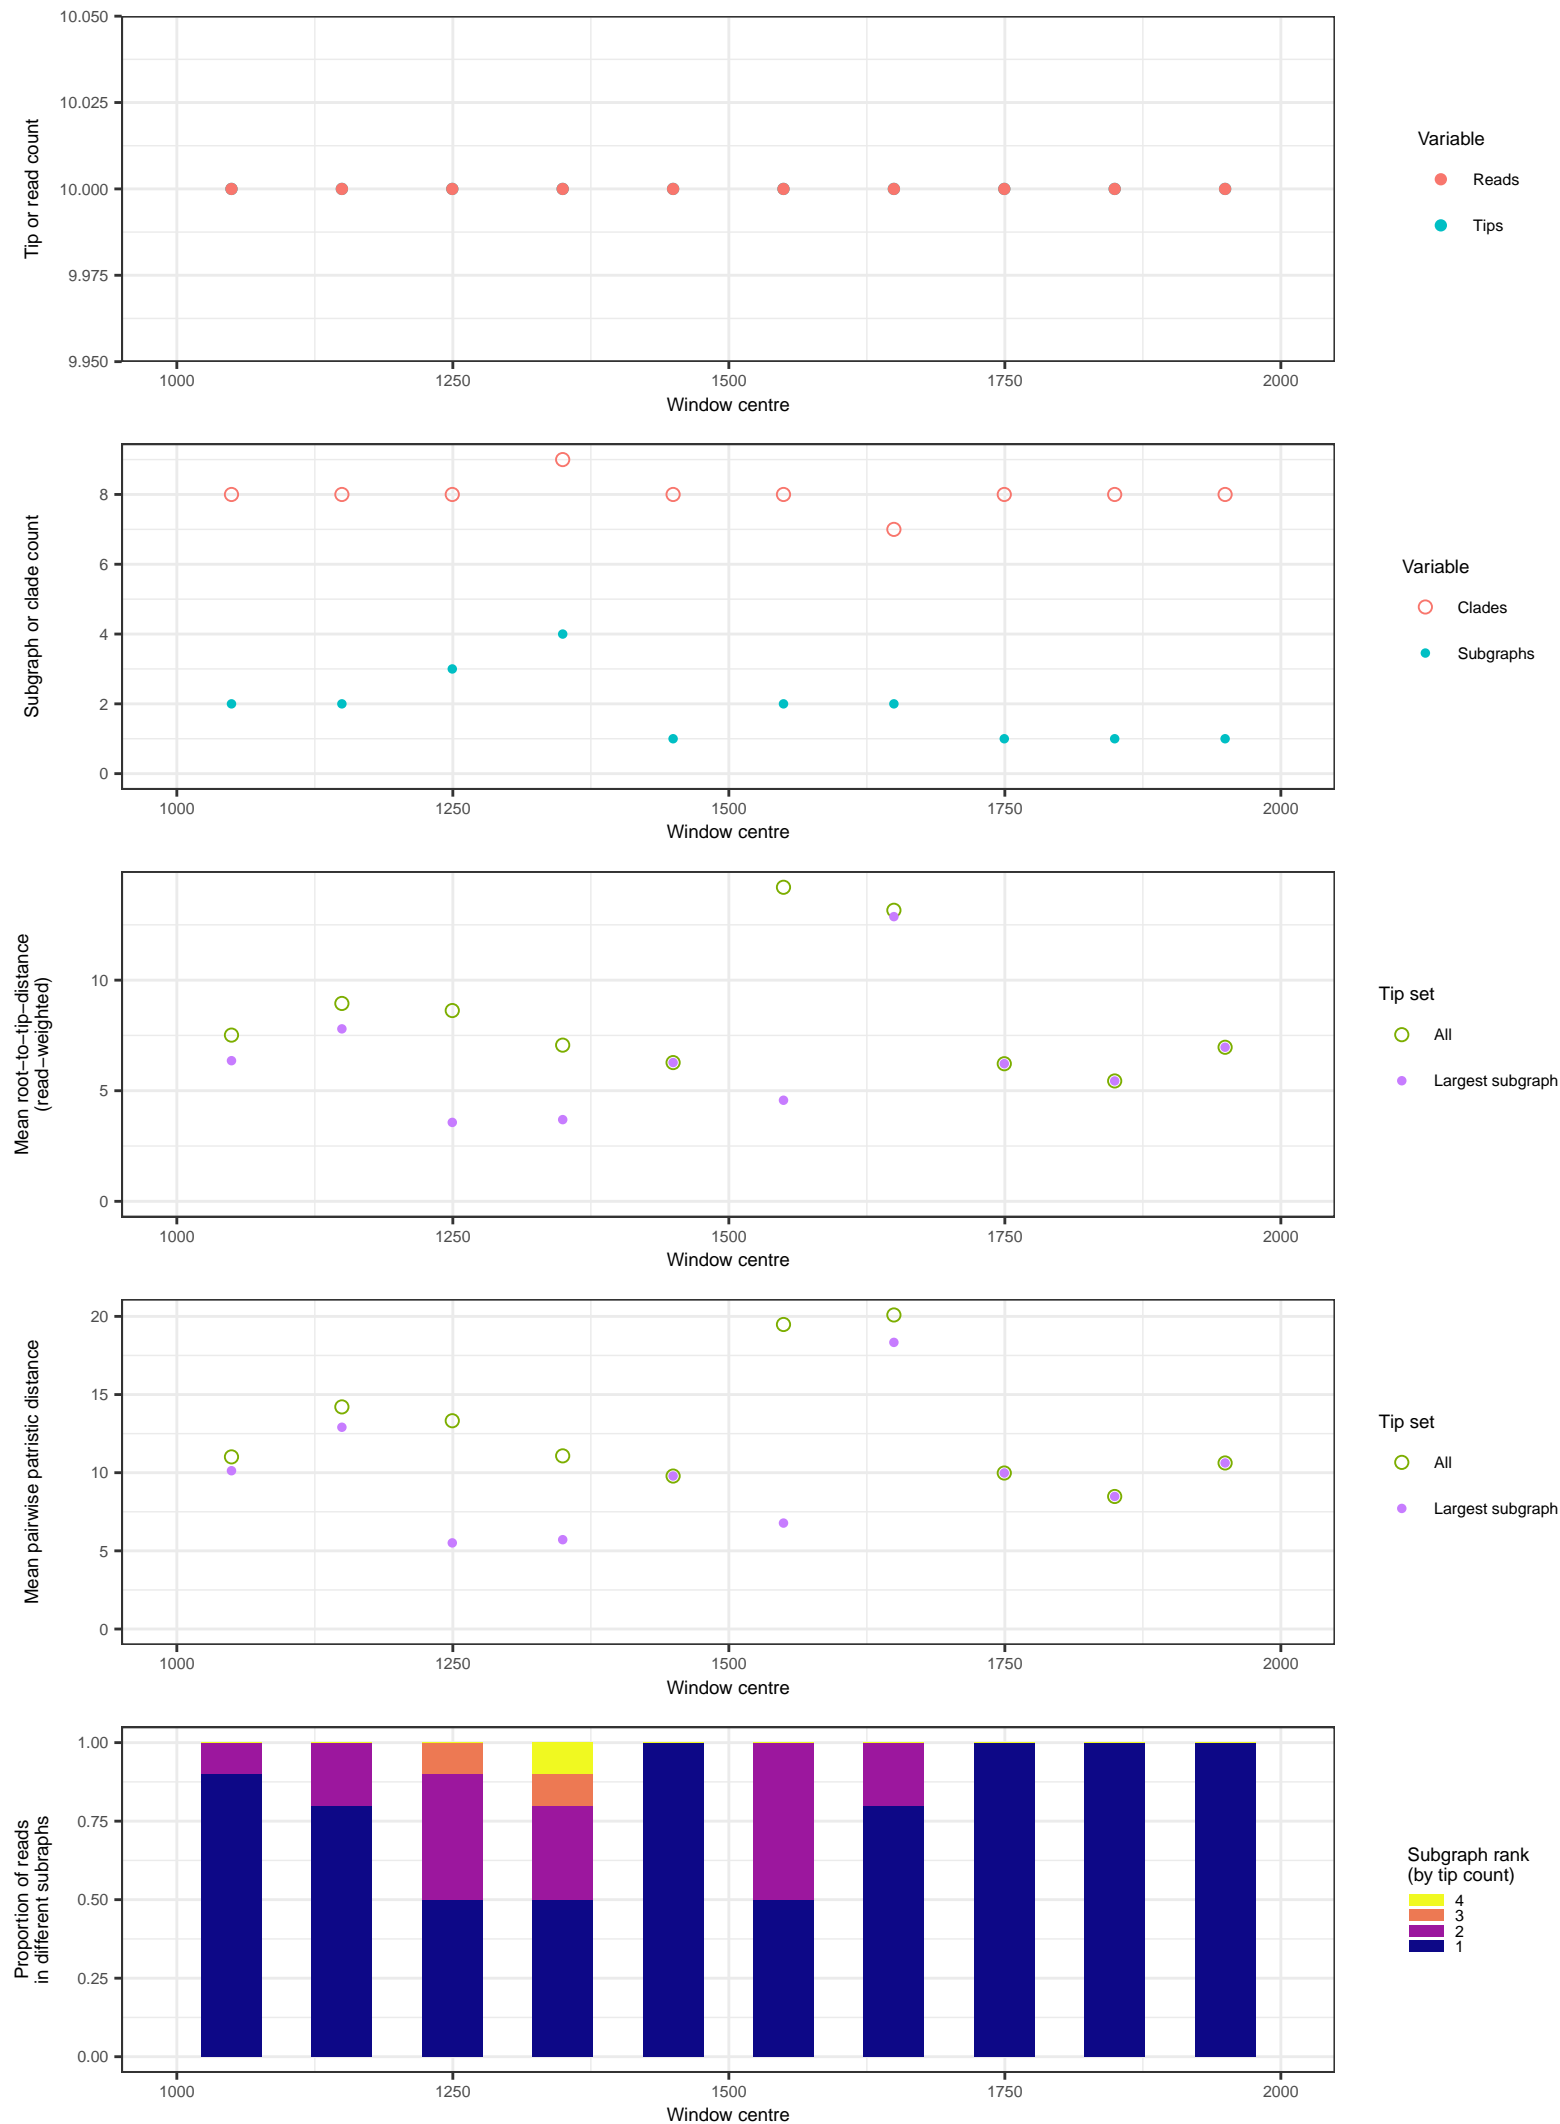 10.050
10.025
10.000
9.975
9.950
Tip or read count
1000 1250 1500 1750 2000
Window centre
Variable
Reads
Tips
8
6
4
2
0
Subgraph or clade count
1000 1250 1500 1750 2000
Window centre
Variable
Clades
Subgraphs
10
5
0
Mean root−to−tip−distance
(read−weighted)
1000 1250 1500 1750 2000
Window centre
Tip set
All
Largest subgraph
20
15
10
5
0
Mean pairwise patristic distance
1000 1250 1500 1750 2000
Window centre
Tip set
All
Largest subgraph
1.00
0.75
0.50
0.25
0.00
Proportion of reads
in different subraphs
1000 1250 1500 1750 2000
Window centre
Subgraph rank
(by tip count)
4
3
2
1